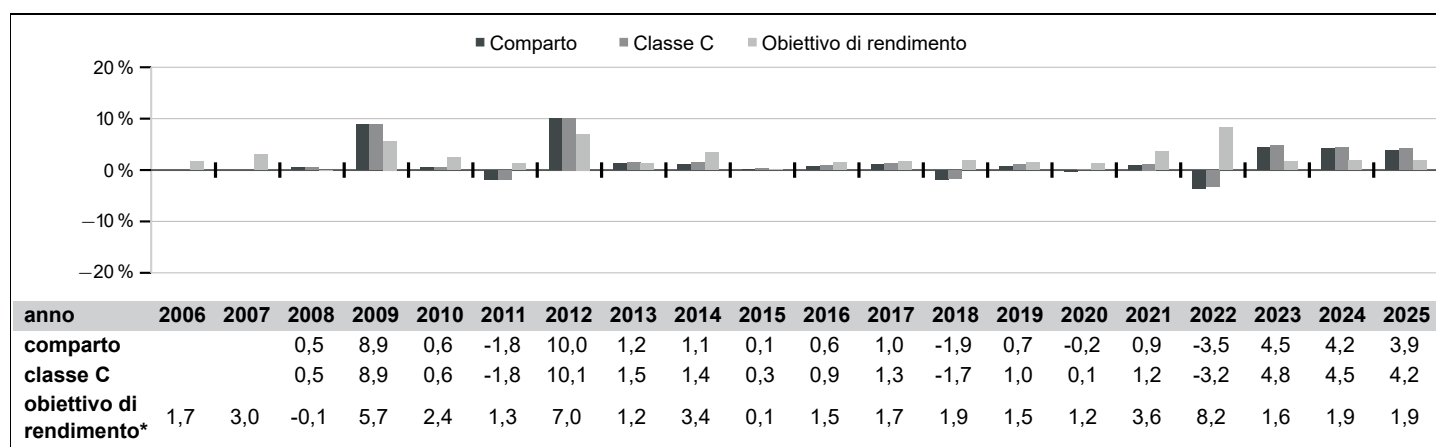 Comparto Classe C Obiettivo di rendimento
20 %
10 %
0 %
−10 %
−20 %
anno 2006 2007 2008 2009 2010 2011 2012 2013 2014 2015 2016 2017 2018 2019 2020 2021 2022 2023 2024 2025
comparto 0,5 8,9 0,6 -1,8 10,0 1,2 1,1 0,1 0,6 1,0 -1,9 0,7 -0,2 0,9 -3,5 4,5 4,2 3,9
classe C 0,5 8,9 0,6 -1,8 10,1 1,5 1,4 0,3 0,9 1,3 -1,7 1,0 0,1 1,2 -3,2 4,8 4,5 4,2
obiettivo di
rendimento* 1,7 3,0 -0,1 5,7 2,4 1,3 7,0 1,2 3,4 0,1 1,5 1,7 1,9 1,5 1,2 3,6 8,2 1,6 1,9 1,9